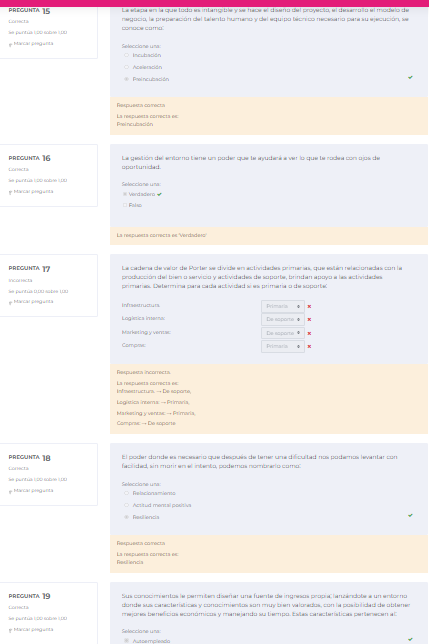 PREGUNTA 15
Correcta
Se puntúa 1,00 sobre 1,00
Marcar pregunta
La etapa en la que todo es intangible y se hace el diseño del proyecto, el desarrollo el modelo de
negocio, la preparación del talento humano y del equipo técnico necesario para su ejecución, se
conoce como:
Seleccione una:
Incubación
Aceleración
Preincubación
Respuesta correcta
La respuesta correcta es:
Preincubación
PREGUNTA 16
Correcta
Se puntúa 1,00 sobre 1,00
Marcar pregunta
La gestión del entorno tiene un poder que te ayudará a ver lo que te rodea con ojos de
oportunidad.
Seleccione una:
Verdadero
Falso
La respuesta correcta es 'Verdadero'
PREGUNTA 17
Incorrecta
Se puntúa 0,00 sobre 1,00
Marcar pregunta
La cadena de valor de Porter se divide en actividades primarias, que están relacionadas con la
producción del bien o servicio y actividades de soporte, brindan apoyo a las actividades
primarias. Determina para cada actividad si es primaria o de soporte:
Infraestructura: Primaria
Logística Interna: De soporte
Marketing y ventas: De soporte
Compras: Primaria
Respuesta incorrecta.
La respuesta correcta es:
Infraestructura: → De soporte,
Logística Interna: → Primaria,
Marketing y ventas: → Primaria,
Compras: → De soporte
PREGUNTA 18
Correcta
Se puntúa 1,00 sobre 1,00
Marcar pregunta
El poder donde es necesario que después de tener una dificultad nos podamos levantar con
facilidad, sin morir en el intento, podemos nombrarlo como:
Seleccione una:
Relacionamiento
Actitud mental positiva
Resiliencia
Respuesta correcta
La respuesta correcta es:
Resiliencia
PREGUNTA 19
Correcta
Se puntúa 1,00 sobre 1,00
Marcar pregunta
Sus conocimientos le permiten diseñar una fuente de ingresos propia; lanzándote a un entorno
donde sus características y conocimientos son muy bien valorados, con la posibilidad de obtener
mejores beneficios económicos y manejando su tiempo. Estas características pertenecen al:
Seleccione una:
Autoempleado